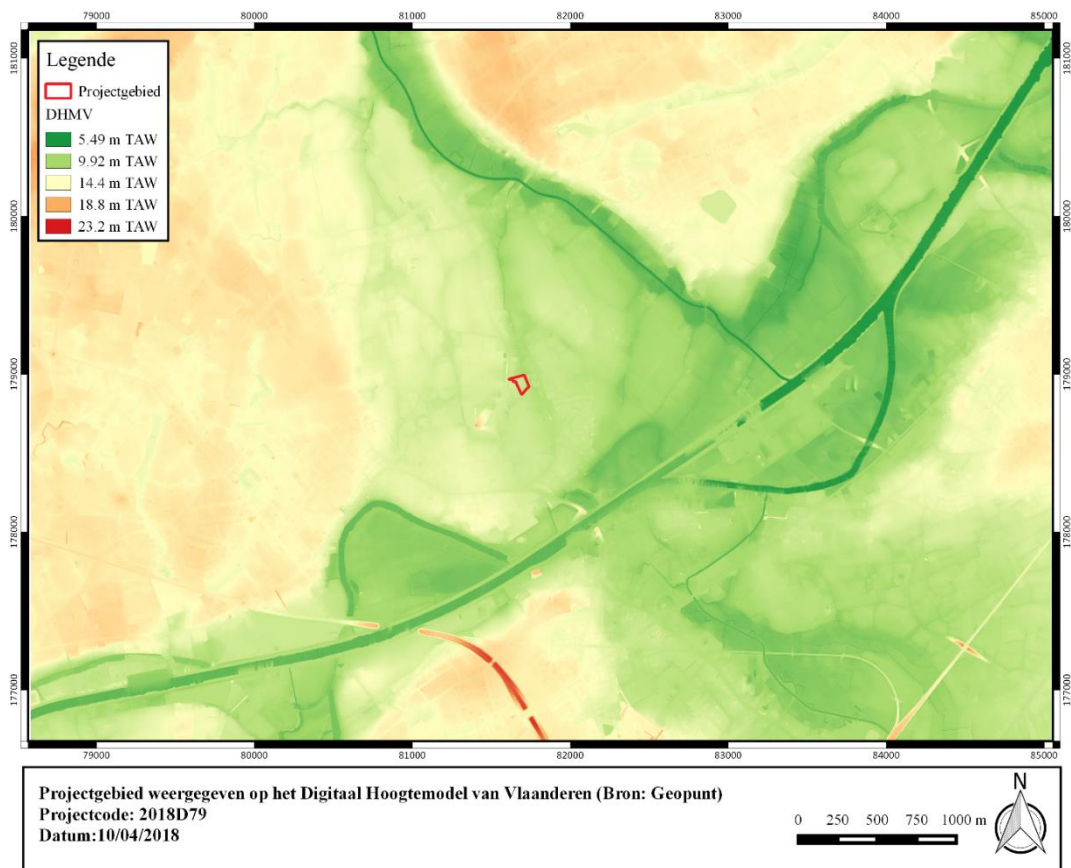 79000 80000 81000 82000 83000 84000 85000
181000 181000
Legende
Projectgebied
DHMV
5.49 m TAW
9.92 m TAW
14.4 m TAW
18.8 m TAW
23.2 m TAW
180000 180000
179000 179000
178000 178000
177000 177000
79000 80000 81000 82000 83000 84000 85000
Projectgebied weergegeven op het Digitaal Hoogtemodel van Vlaanderen (Bron: Geopunt)
Projectcode: 2018D79
Datum:10/04/2018
N
0 250 500 750 1000 m